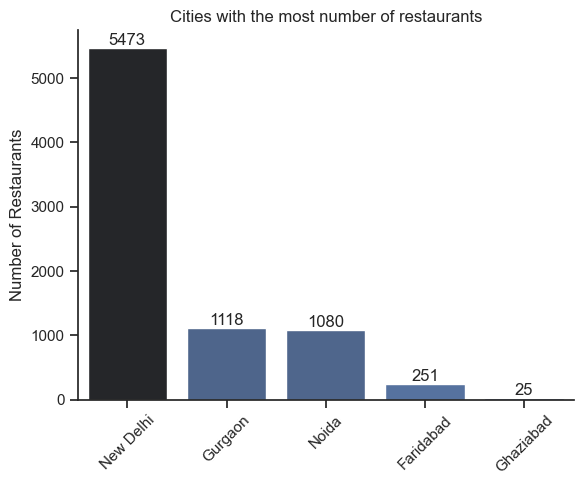 Cities with the most number of restaurants
Number of Restaurants
5000
4000
3000
2000
1000
0
5473
1118
1080
251
25
New Delhi
Gurgaon
Noida
Faridabad
Ghaziabad